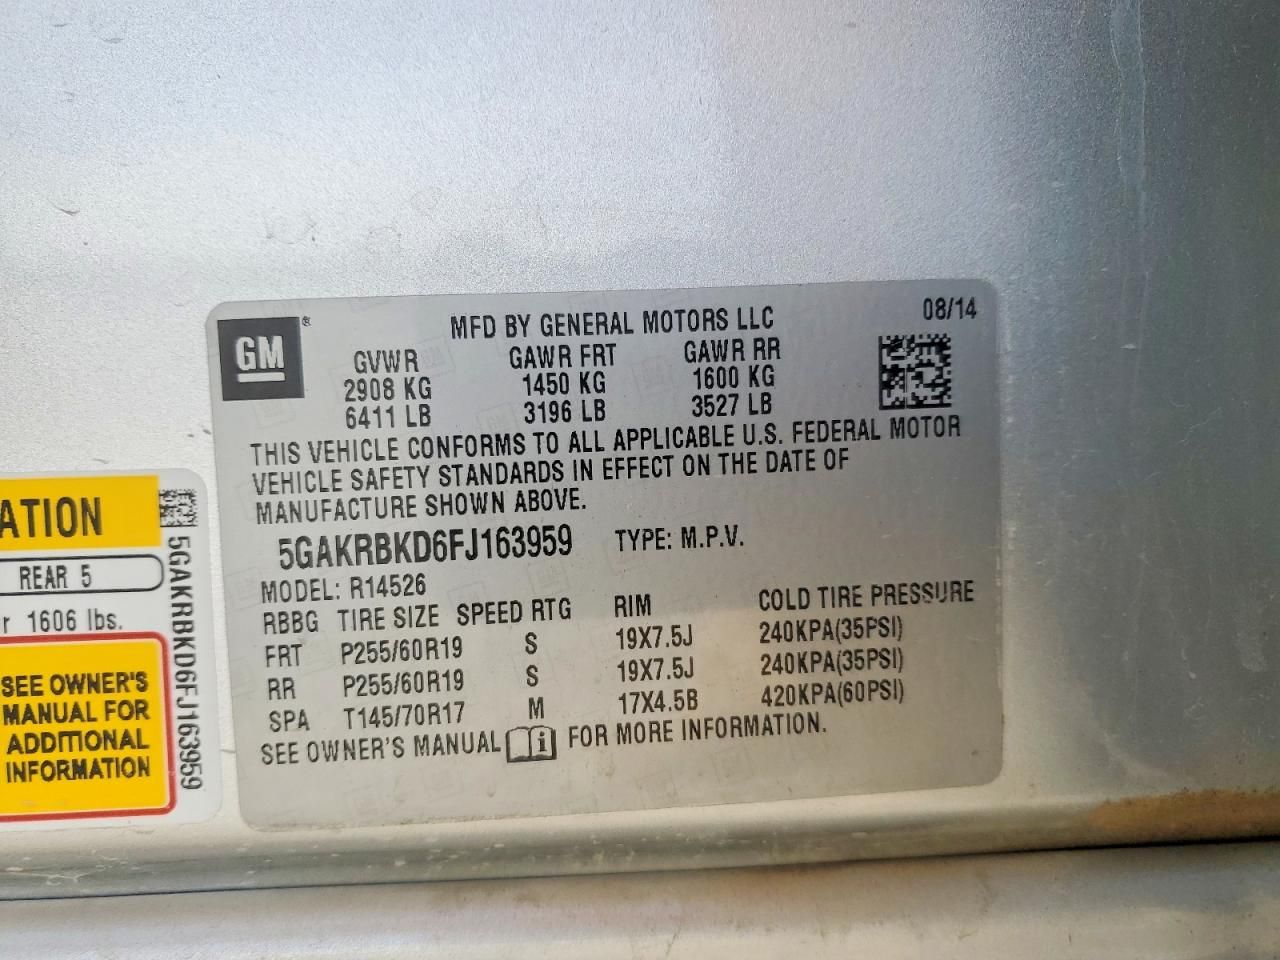 GM
®
MFD BY GENERAL MOTORS LLC
08/14
GVWR GAWR FRT GAWR RR
2908 KG 1450 KG 1600 KG
6411 LB 3196 LB 3527 LB
THIS VEHICLE CONFORMS TO ALL APPLICABLE U.S. FEDERAL MOTOR
VEHICLE SAFETY STANDARDS IN EFFECT ON THE DATE OF
MANUFACTURE SHOWN ABOVE.
5GAKRBKD6FJ163959 TYPE: M.P.V.
MODEL: R14526
RBBG TIRE SIZE SPEED RTG RIM COLD TIRE PRESSURE
FRT P255/60R19 S 19X7.5J 240KPA(35PSI)
RR P255/60R19 S 19X7.5J 240KPA(35PSI)
SPA T145/70R17 M 17X4.5B 420KPA(60PSI)
SEE OWNER'S MANUAL i FOR MORE INFORMATION.
ATION
REAR 5
r 1606 lbs.
SEE OWNER'S
MANUAL FOR
ADDITIONAL
INFORMATION
5GAKRBKD6FJ163959